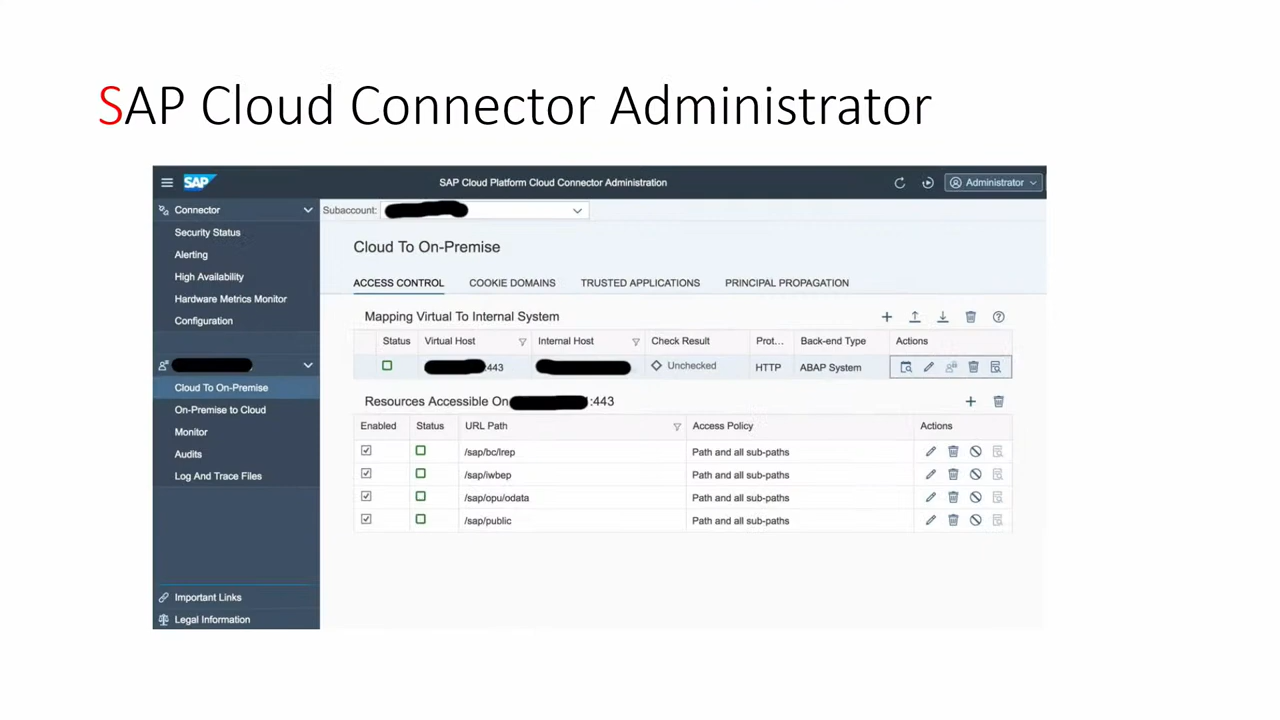 SAP Cloud Connector Administrator
SAP SAP Cloud Platform Cloud Connector Administration Administrator
Connector
Security Status
Alerting
High Availability
Hardware Metrics Monitor
Configuration
Cloud To On-Premise
On-Premise to Cloud
Monitor
Audits
Log And Trace Files
Important Links
Legal Information
Subaccount:
Cloud To On-Premise
ACCESS CONTROL COOKIE DOMAINS TRUSTED APPLICATIONS PRINCIPAL PROPAGATION
Mapping Virtual To Internal System
Status Virtual Host Internal Host Check Result Prot... Back-end Type Actions
:443 Unchecked HTTP ABAP System
Resources Accessible On :443
Enabled Status URL Path Access Policy Actions
/sap/bc/lrep Path and all sub-paths
/sap/iwbep Path and all sub-paths
/sap/opu/odata Path and all sub-paths
/sap/public Path and all sub-paths